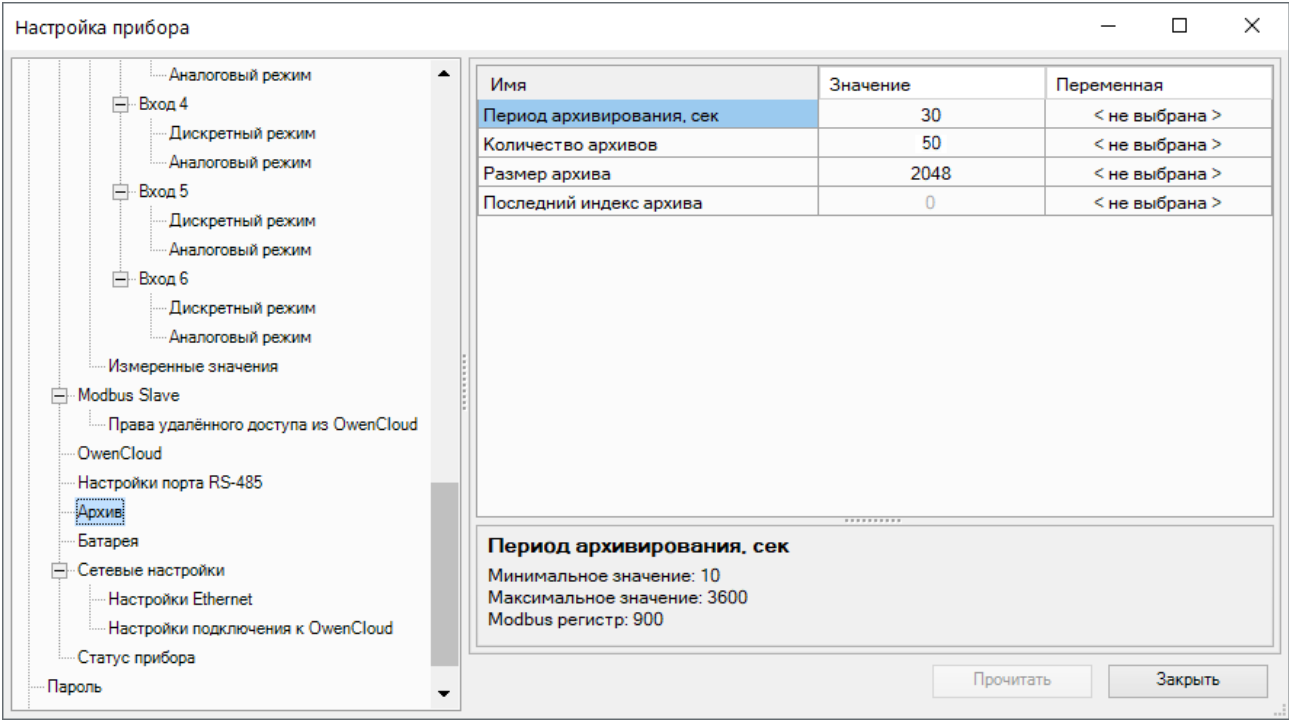 Настройка прибора
Аналоговый режим
Вход 4
Дискретный режим
Аналоговый режим
Вход 5
Дискретный режим
Аналоговый режим
Вход 6
Дискретный режим
Аналоговый режим
Измеренные значения
Modbus Slave
Права удалённого доступа из OwenCloud
OwenCloud
Настройки порта RS-485
Архив
Батарея
Сетевые настройки
Настройки Ethernet
Настройки подключения к OwenCloud
Статус прибора
Пароль
Имя Значение Переменная
Период архивирования, сек 30 < не выбрана >
Количество архивов 50 < не выбрана >
Размер архива 2048 < не выбрана >
Последний индекс архива 0 < не выбрана >
Период архивирования, сек
Минимальное значение: 10
Максимальное значение: 3600
Modbus регистр: 900
Прочитать Закрыть